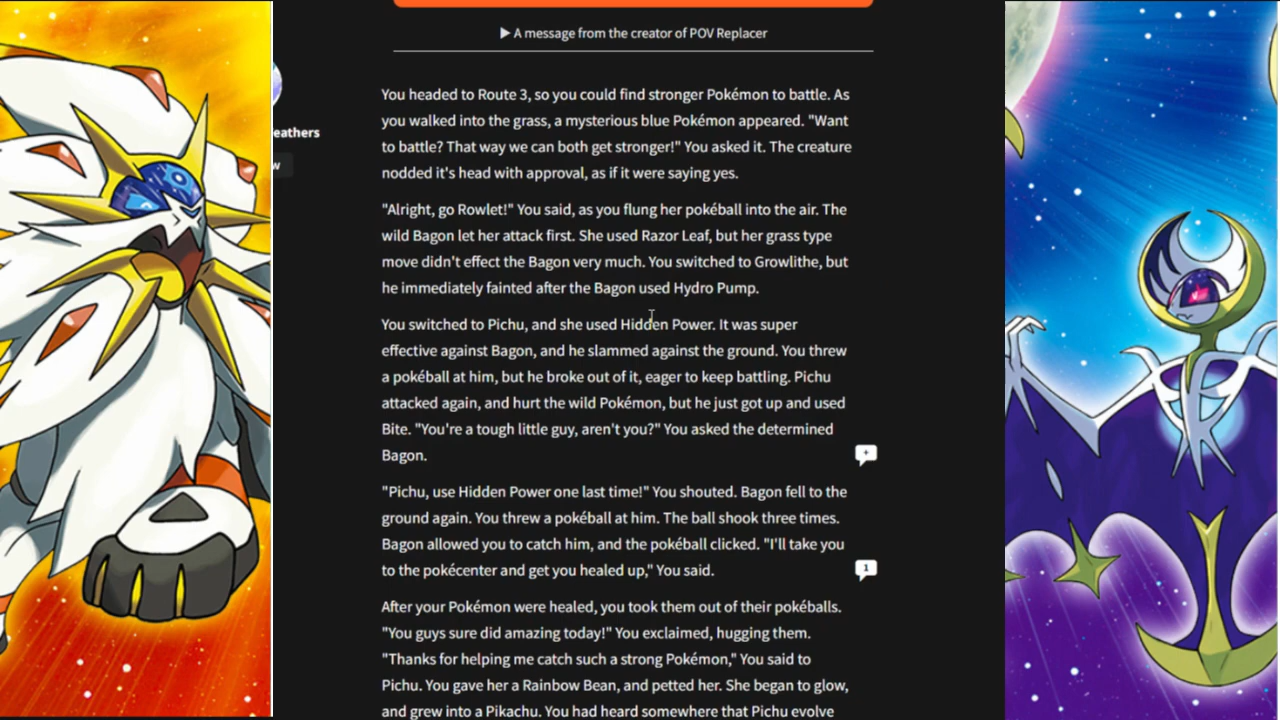 ▶ A message from the creator of POV Replacer
eathers
w
You headed to Route 3, so you could find stronger Pokémon to battle. As
you walked into the grass, a mysterious blue Pokémon appeared. "Want
to battle? That way we can both get stronger!" You asked it. The creature
nodded it's head with approval, as if it were saying yes.
"Alright, go Rowlet!" You said, as you flung her pokéball into the air. The
wild Bagon let her attack first. She used Razor Leaf, but her grass type
move didn't effect the Bagon very much. You switched to Growlithe, but
he immediately fainted after the Bagon used Hydro Pump.
You switched to Pichu, and she used Hidden Power. It was super
effective against Bagon, and he slammed against the ground. You threw
a pokéball at him, but he broke out of it, eager to keep battling. Pichu
attacked again, and hurt the wild Pokémon, but he just got up and used
Bite. "You're a tough little guy, aren't you?" You asked the determined
Bagon.
+
"Pichu, use Hidden Power one last time!" You shouted. Bagon fell to the
ground again. You threw a pokéball at him. The ball shook three times.
Bagon allowed you to catch him, and the pokéball clicked. "I'll take you
to the pokécenter and get you healed up," You said.
1
After your Pokémon were healed, you took them out of their pokéballs.
"You guys sure did amazing today!" You exclaimed, hugging them.
"Thanks for helping me catch such a strong Pokémon," You said to
Pichu. You gave her a Rainbow Bean, and petted her. She began to glow,
and grew into a Pikachu. You had heard somewhere that Pichu evolve